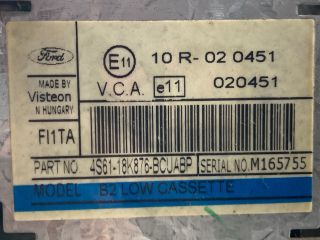 Ford
E11 10 R- 02 0451
MADE BY
Visteon
IN HUNGARY
V.C.A. e11 020451
FI1TA
PART NO. 4S61-18K876-BCUABP SERIAL NO. M165755
MODEL B2 LOW CASSETTE